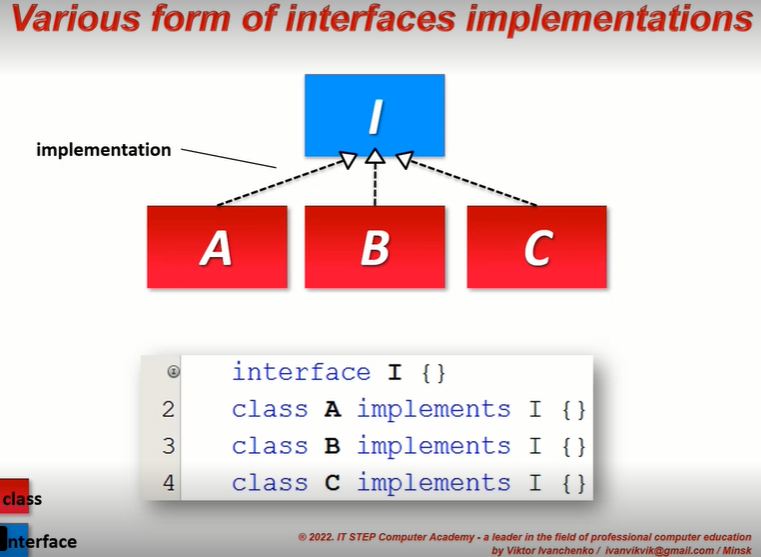 Various form of interfaces implementations
I
implementation
A B C
interface I {}
2 class A implements I {}
3 class B implements I {}
4 class C implements I {}
class
nterface
® 2022. IT STEP Computer Academy - a leader in the field of professional computer education
by Viktor Ivanchenko / ivanvikvik@gmail.com / Minsk